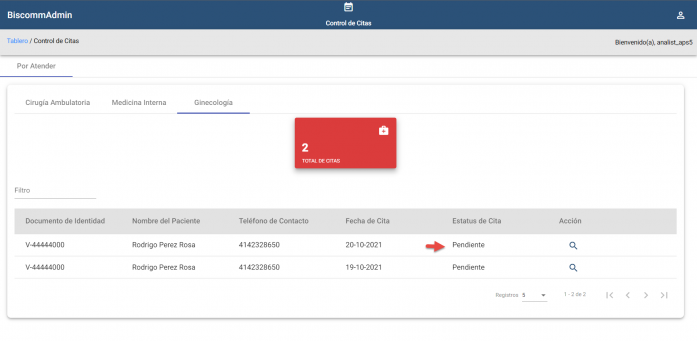 BiscommAdmin
Control de Citas
Tablero / Control de Citas
Bienvenido(a), analist_aps5
Por Atender
Cirugía Ambulatoria Medicina Interna Ginecología
2
TOTAL DE CITAS
Filtro
Documento de Identidad Nombre del Paciente Teléfono de Contacto Fecha de Cita Estatus de Cita Acción
V-44444000 Rodrigo Perez Rosa 4142328650 20-10-2021 Pendiente
V-44444000 Rodrigo Perez Rosa 4142328650 19-10-2021 Pendiente
Registros 5 1 - 2 de 2